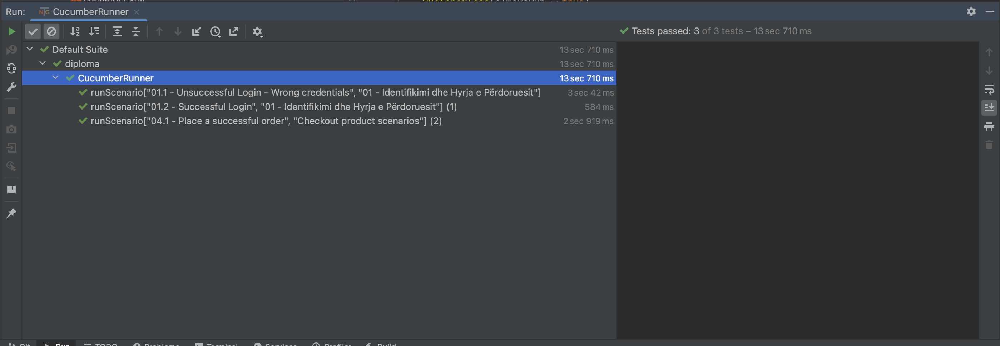 Run: CucumberRunner
Tests passed: 3 of 3 tests – 13 sec 710 ms
Default Suite 13 sec 710 ms
diploma 13 sec 710 ms
CucumberRunner 13 sec 710 ms
runScenario["01.1 - Unsuccessful Login - Wrong credentials", "01 - Identifikimi dhe Hyrja e Përdoruesit"] 3 sec 42 ms
runScenario["01.2 - Successful Login", "01 - Identifikimi dhe Hyrja e Përdoruesit"] (1) 584 ms
runScenario["04.1 - Place a successful order", "Checkout product scenarios"] (2) 2 sec 919 ms
Git Run TODO Problems Terminal Services Profiler Build